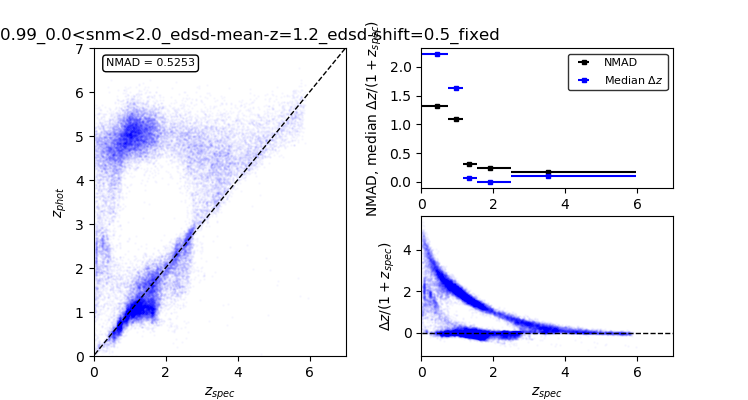 0.99_0.0<snm<2.0_edsd-mean-z=1.2_edsd-shift=0.5_fixed
NMAD = 0.5253
7
6
5
4
3
2
1
0
0 2 4 6
z_phot
z_spec
NMAD, median Δz/(1 + z_spec)
NMAD
Median Δz
2.0
1.5
1.0
0.5
0.0
0 2 4 6
Δz/(1 + z_spec)
4
2
0
0 2 4 6
z_spec